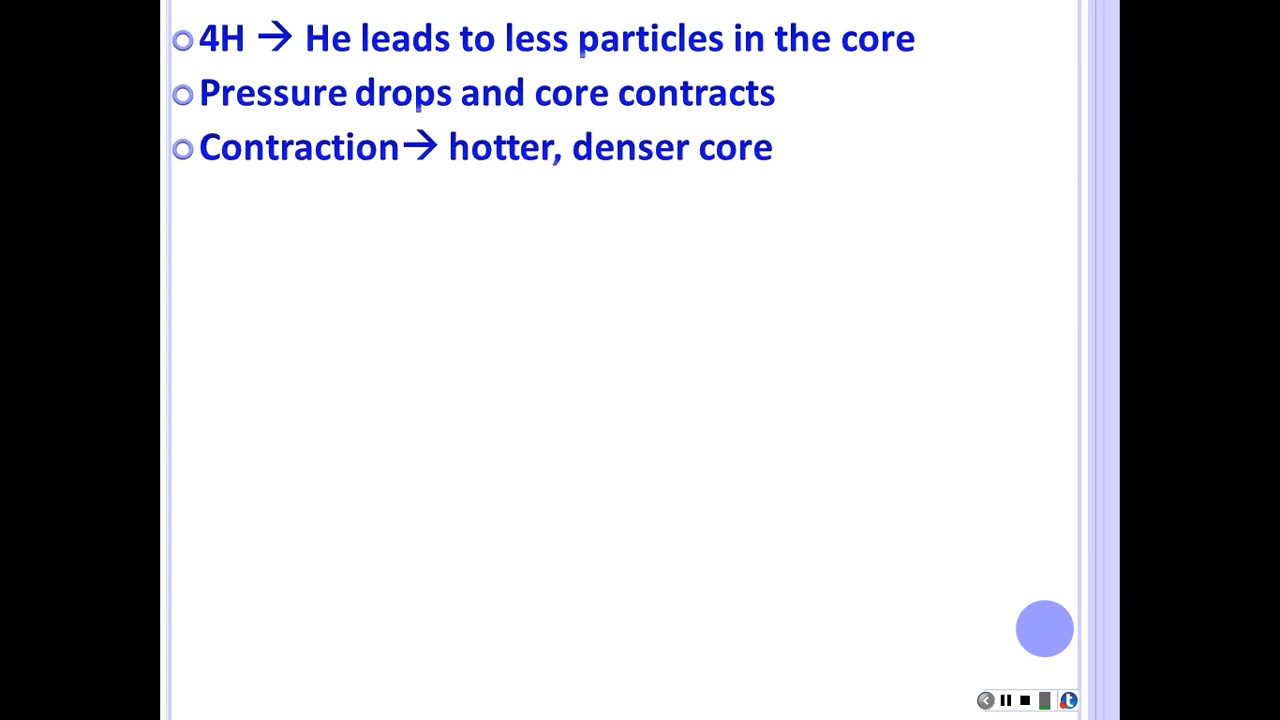 4H → He leads to less particles in the core
Pressure drops and core contracts
Contraction→ hotter, denser core